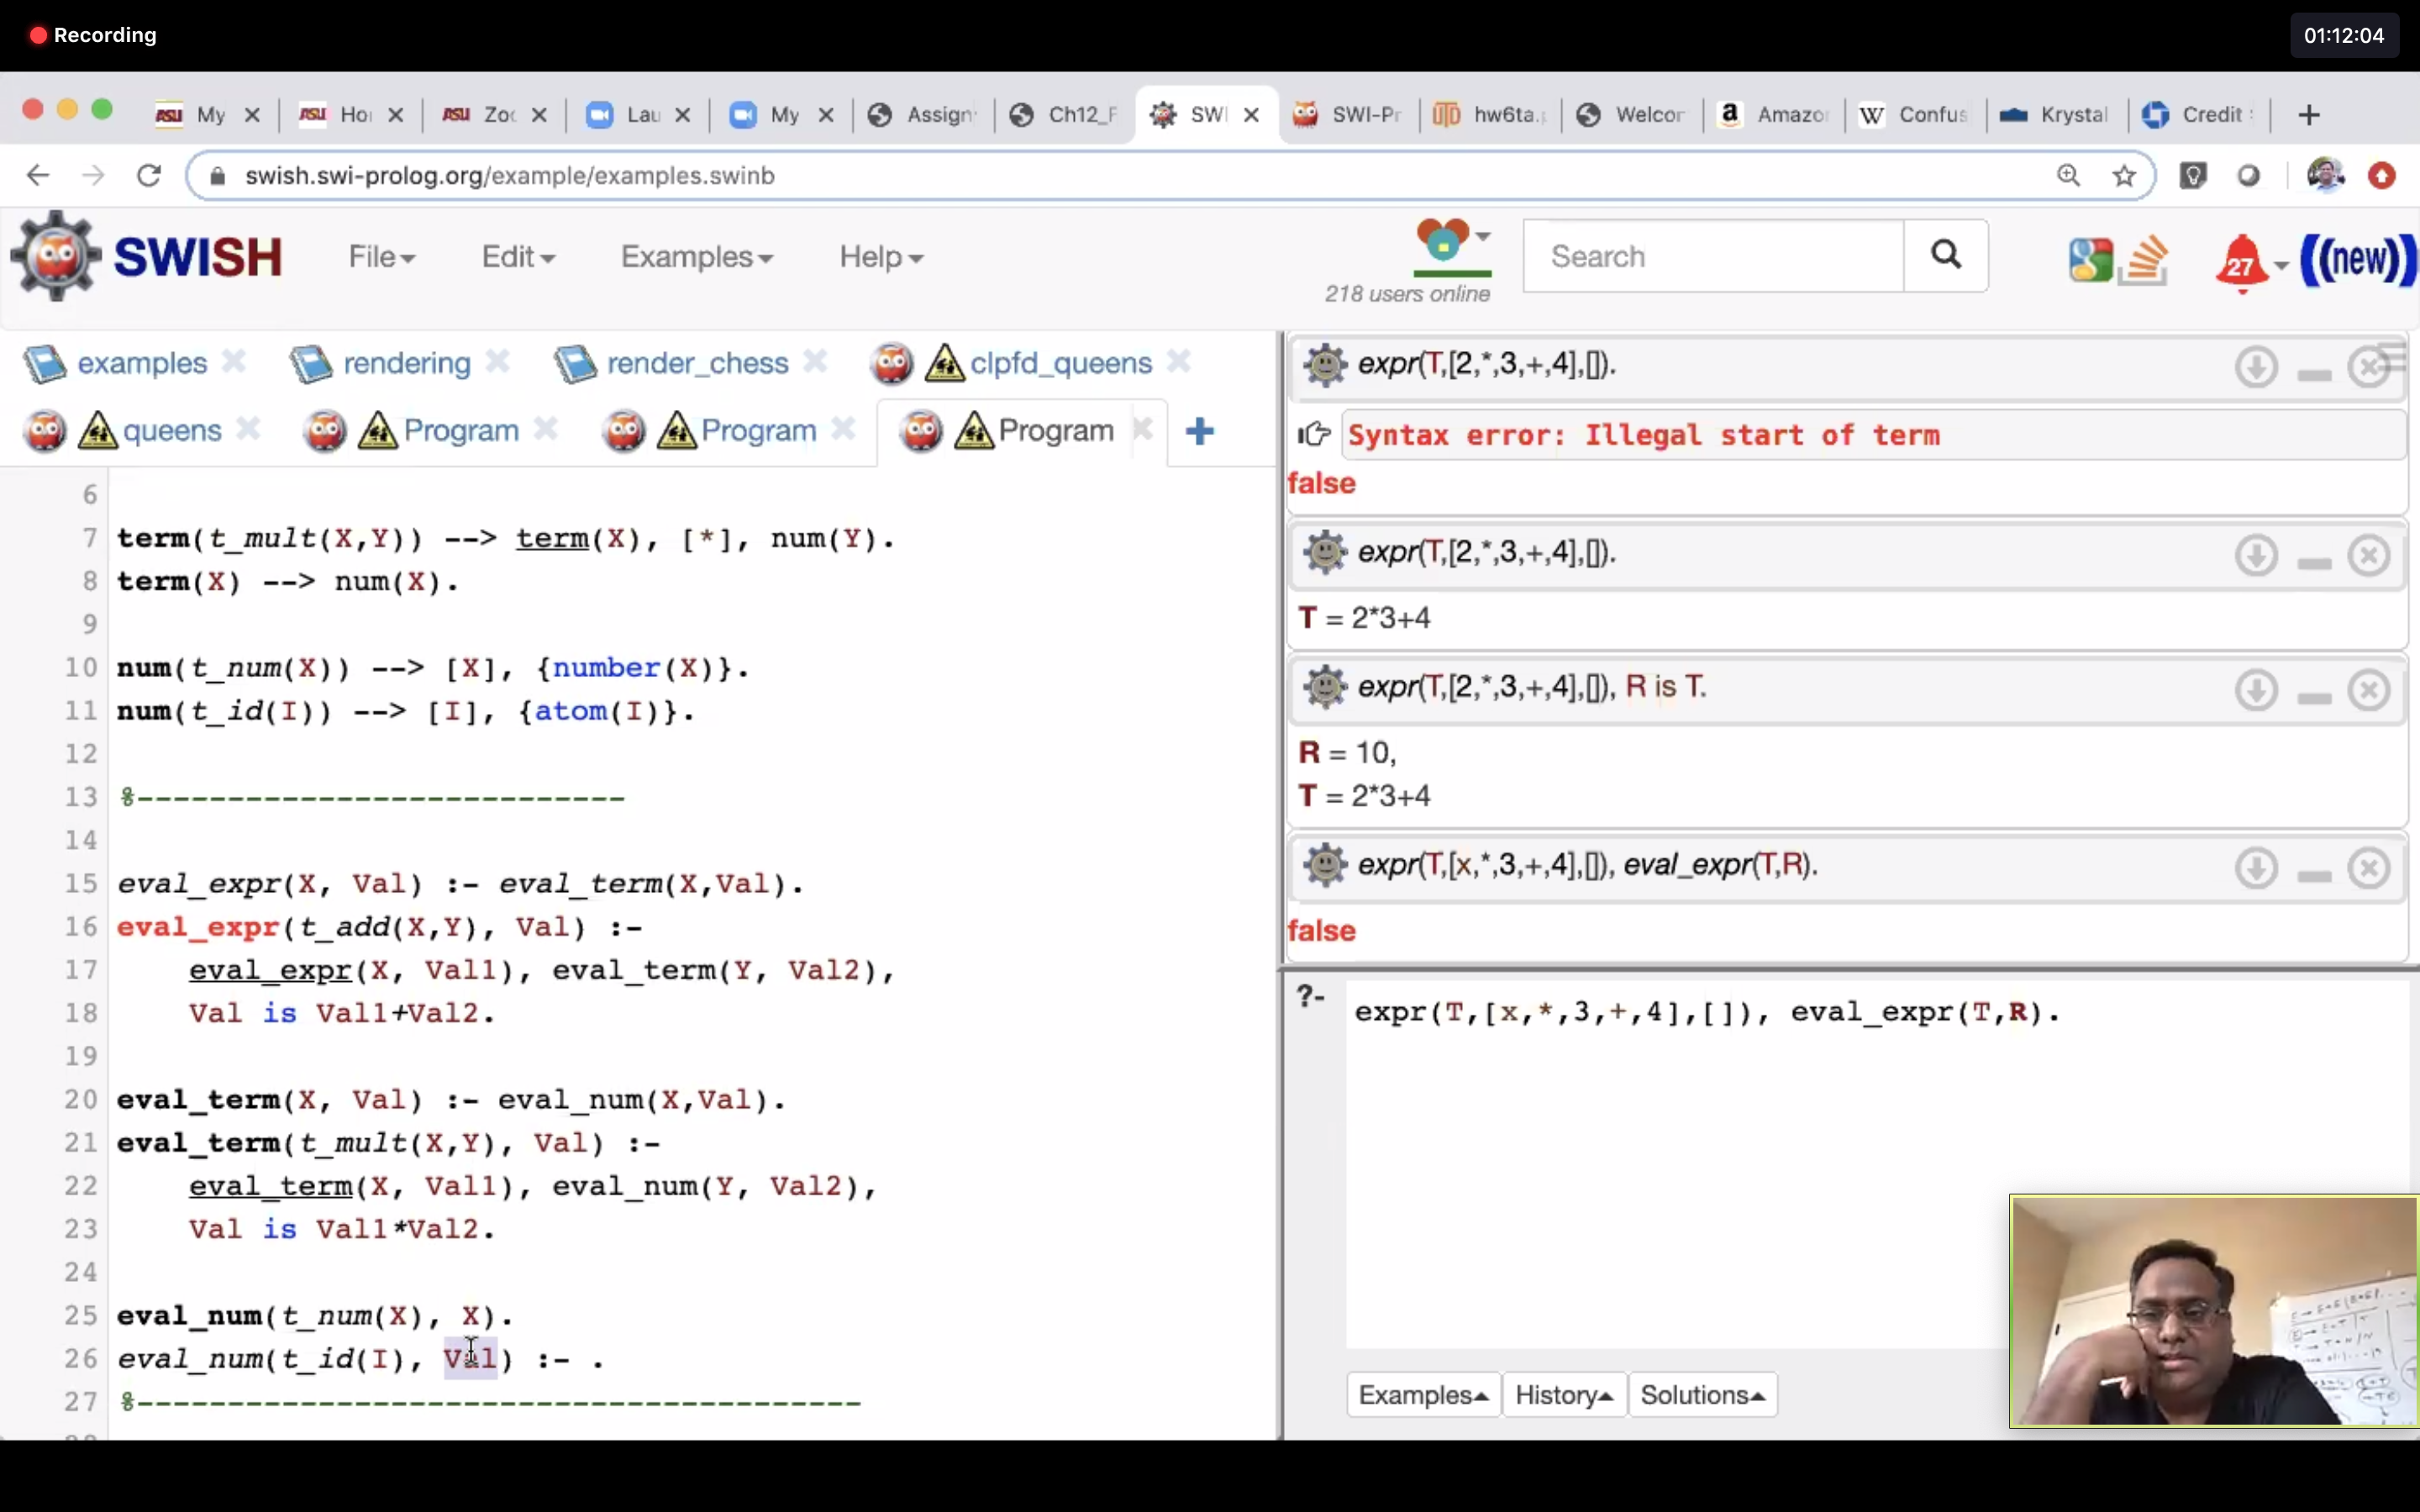 Recording
01:12:04
My
Ho
Zoo
Lau
My
Assign
Ch12_F
SWI
SWI-Pr
hw6ta.
Welcor
Amazo
Confus
Krystal
Credit
swish.swi-prolog.org/example/examples.swinb
SWISH
File
Edit
Examples
Help
218 users online
Search
27
((new))
examples
rendering
render_chess
clpfd_queens
queens
Program
Program
Program
6
7 term(t_mult(X,Y)) --> term(X), [*], num(Y).
8 term(X) --> num(X).
9
10 num(t_num(X)) --> [X], {number(X)}.
11 num(t_id(I)) --> [I], {atom(I)}.
12
13 %---------------------------
14
15 eval_expr(X, Val) :- eval_term(X,Val).
16 eval_expr(t_add(X,Y), Val) :-
17 eval_expr(X, Val1), eval_term(Y, Val2),
18 Val is Val1+Val2.
19
20 eval_term(X, Val) :- eval_num(X,Val).
21 eval_term(t_mult(X,Y), Val) :-
22 eval_term(X, Val1), eval_num(Y, Val2),
23 Val is Val1*Val2.
24
25 eval_num(t_num(X), X).
26 eval_num(t_id(I), Val) :- .
27 %----------------------------------------
expr(T,[2,*,3,+,4],[]).
Syntax error: Illegal start of term
false
expr(T,[2,*,3,+,4],[]).
T = 2*3+4
expr(T,[2,*,3,+,4],[]), R is T.
R = 10,
T = 2*3+4
expr(T,[x,*,3,+,4],[]), eval_expr(T,R).
false
?- expr(T,[x,*,3,+,4],[]), eval_expr(T,R).
Examples
History
Solutions